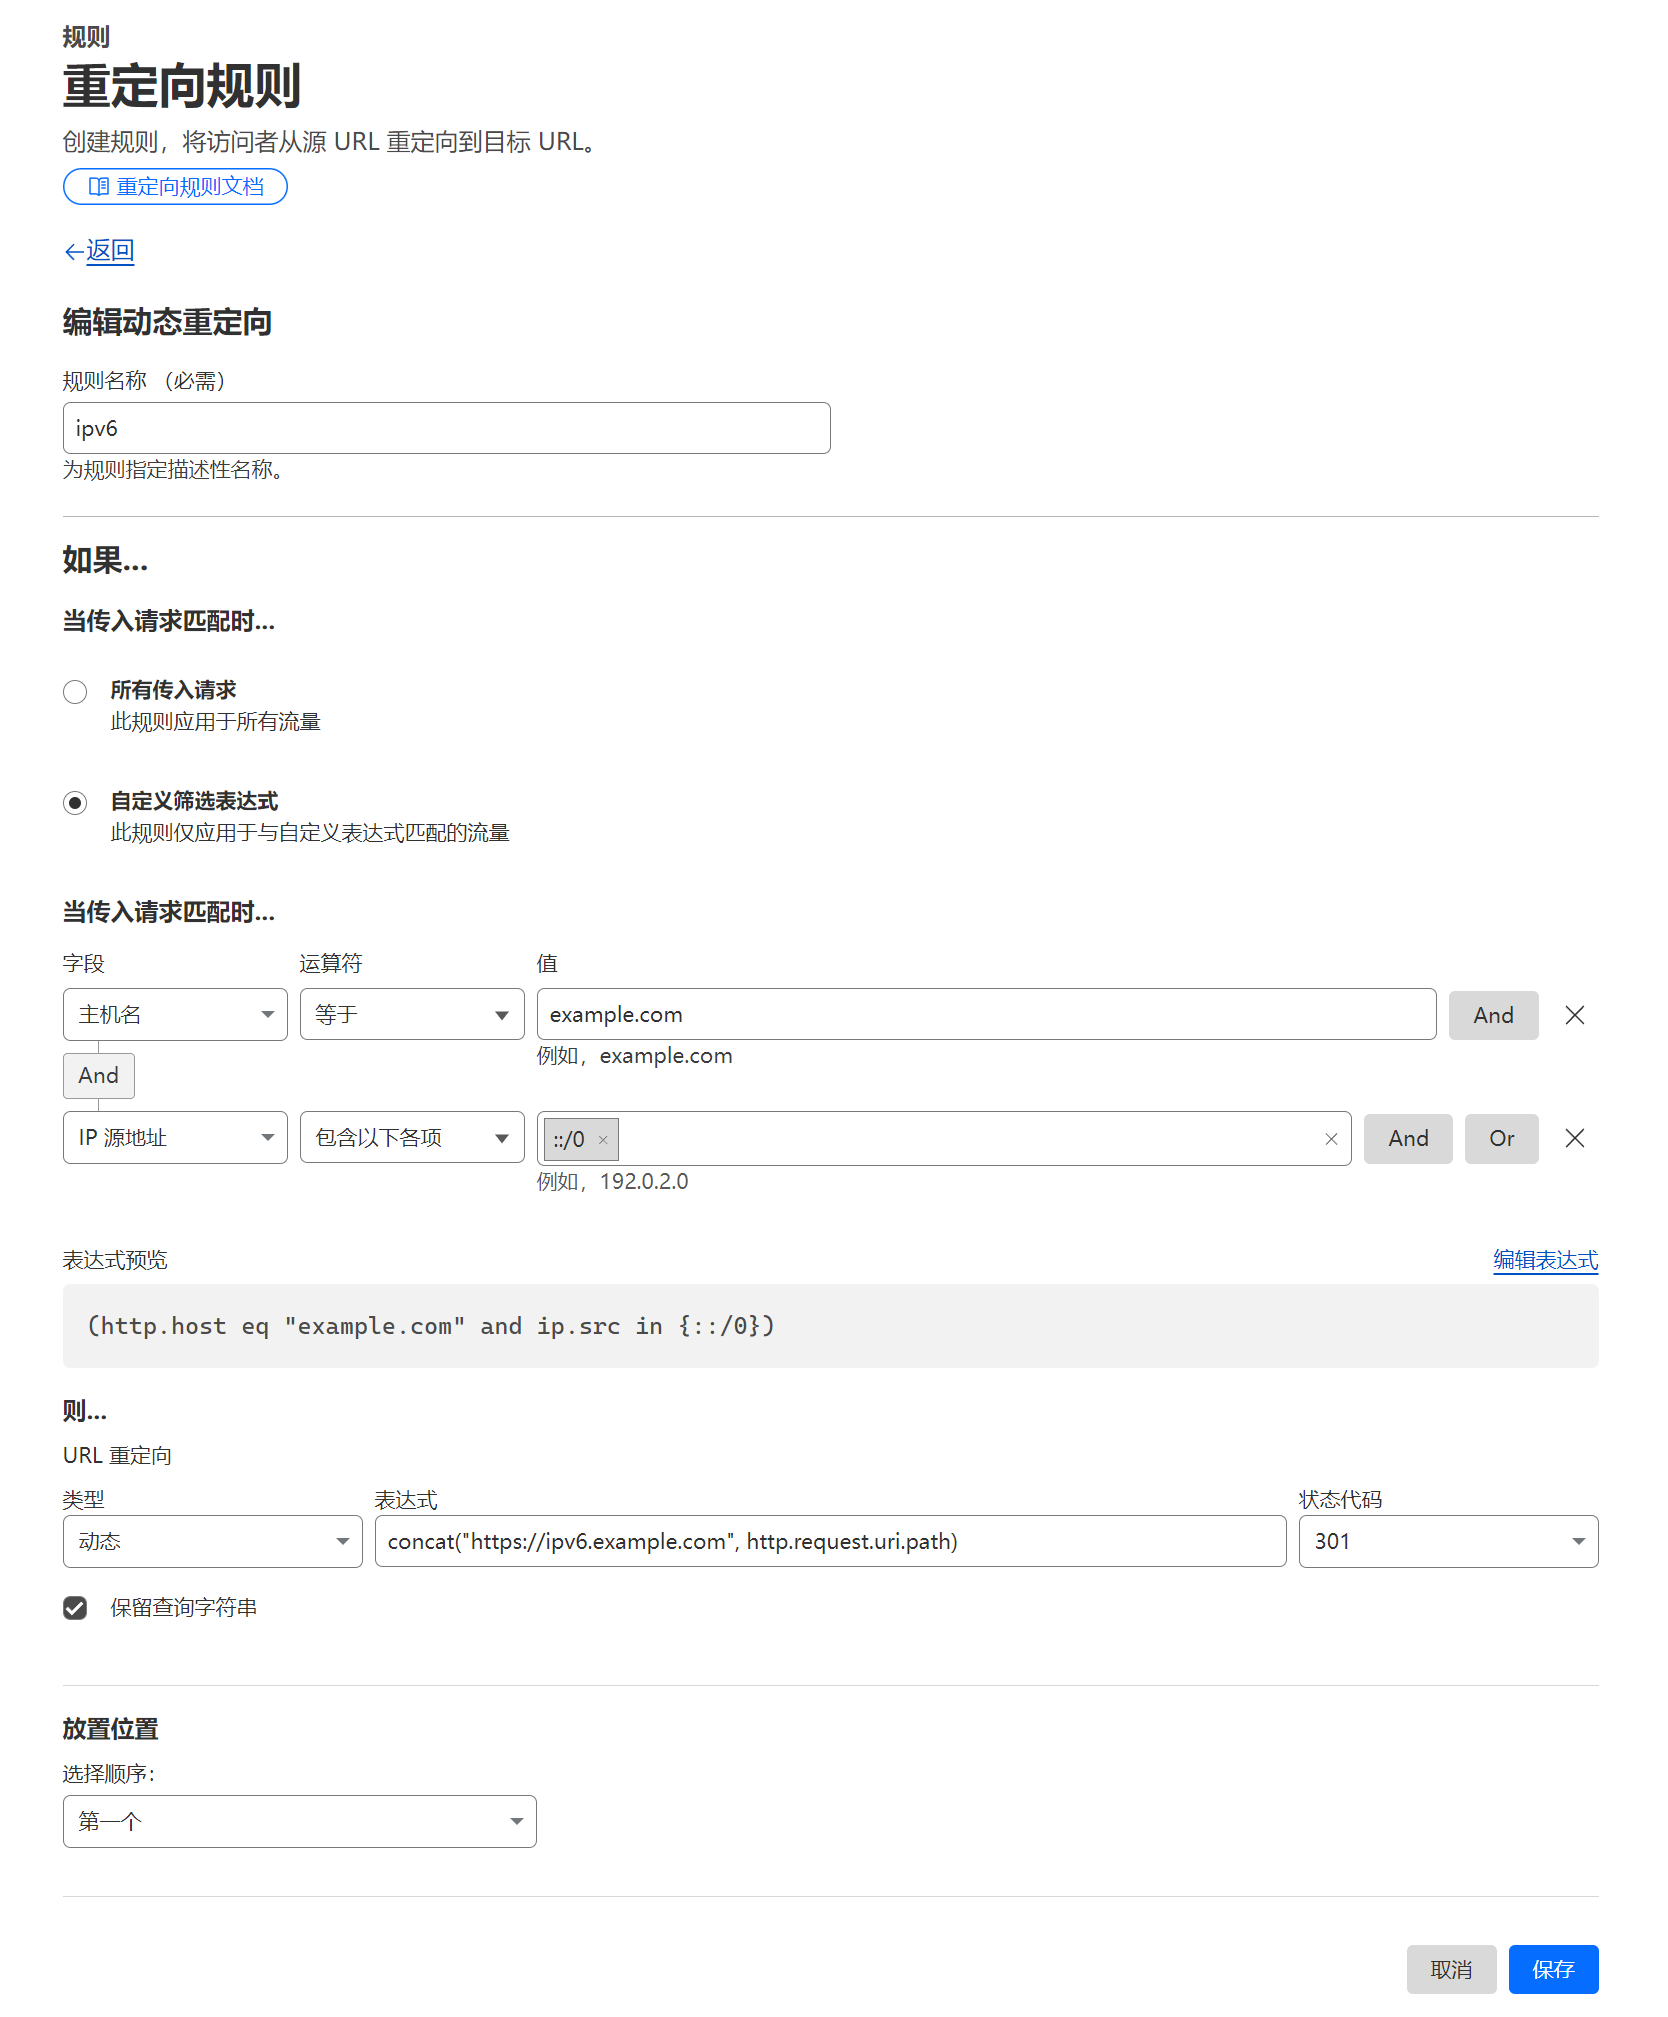 规则
重定向规则
创建规则，将访问者从源 URL 重定向到目标 URL。
重定向规则文档
返回
编辑动态重定向
规则名称 （必需）
ipv6
为规则指定描述性名称。
如果...
当传入请求匹配时...
所有传入请求
此规则应用于所有流量
自定义筛选表达式
此规则仅应用于与自定义表达式匹配的流量
当传入请求匹配时...
字段 运算符 值
主机名 等于 example.com And
例如，example.com
And
IP 源地址 包含以下各项 ::/0 And Or
例如，192.0.2.0
表达式预览 编辑表达式
(http.host eq "example.com" and ip.src in {::/0})
则...
URL 重定向
类型 表达式 状态代码
动态 concat("https://ipv6.example.com", http.request.uri.path) 301
保留查询字符串
放置位置
选择顺序：
第一个
取消 保存